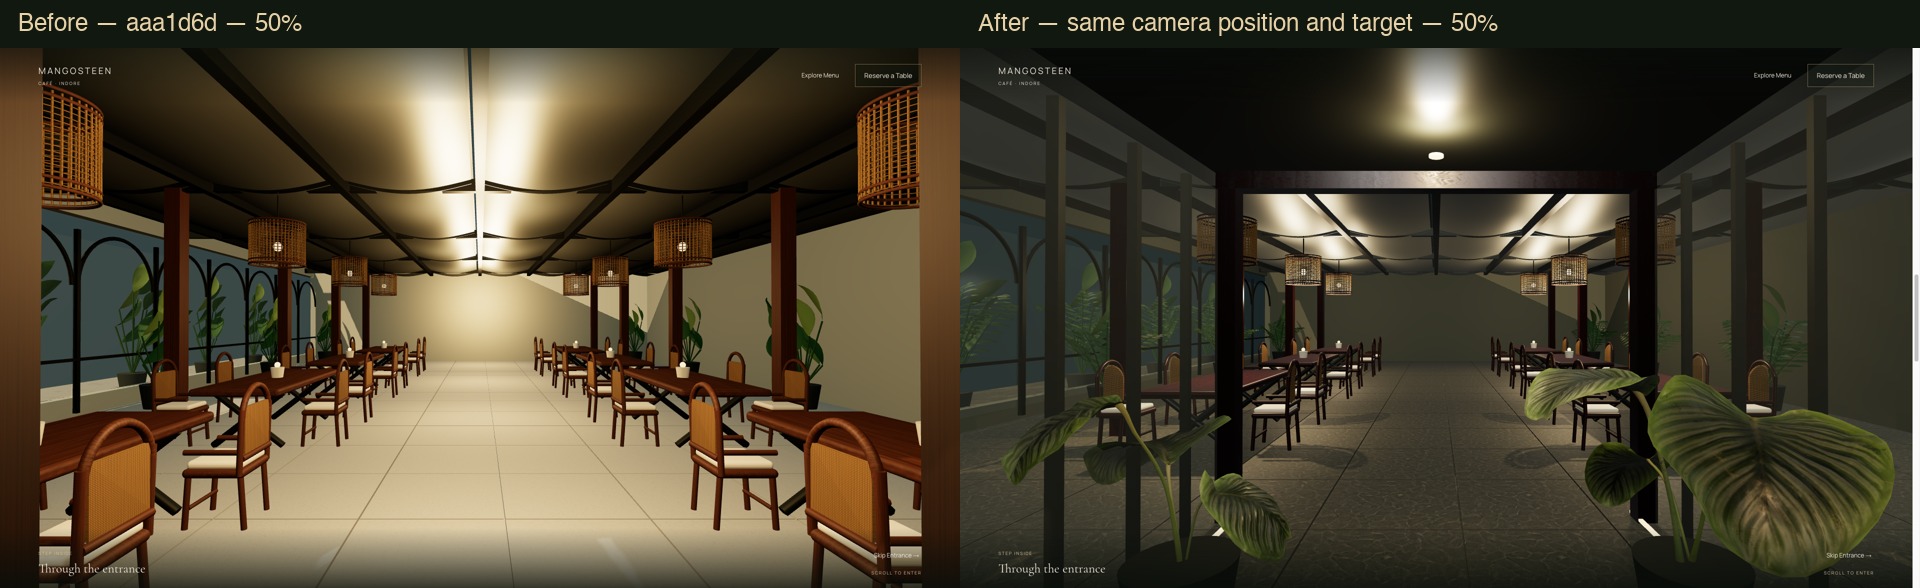 Before — aaa1d6d — 50%
After — same camera position and target — 50%
MANGOSTEEN
CAFÉ · INDORE
Explore Menu
Reserve a Table
STEP INSIDE
Through the entrance
Skip Entrance →
SCROLL TO ENTER
MANGOSTEEN
CAFÉ · INDORE
Explore Menu
Reserve a Table
STEP INSIDE
Through the entrance
Skip Entrance →
SCROLL TO ENTER